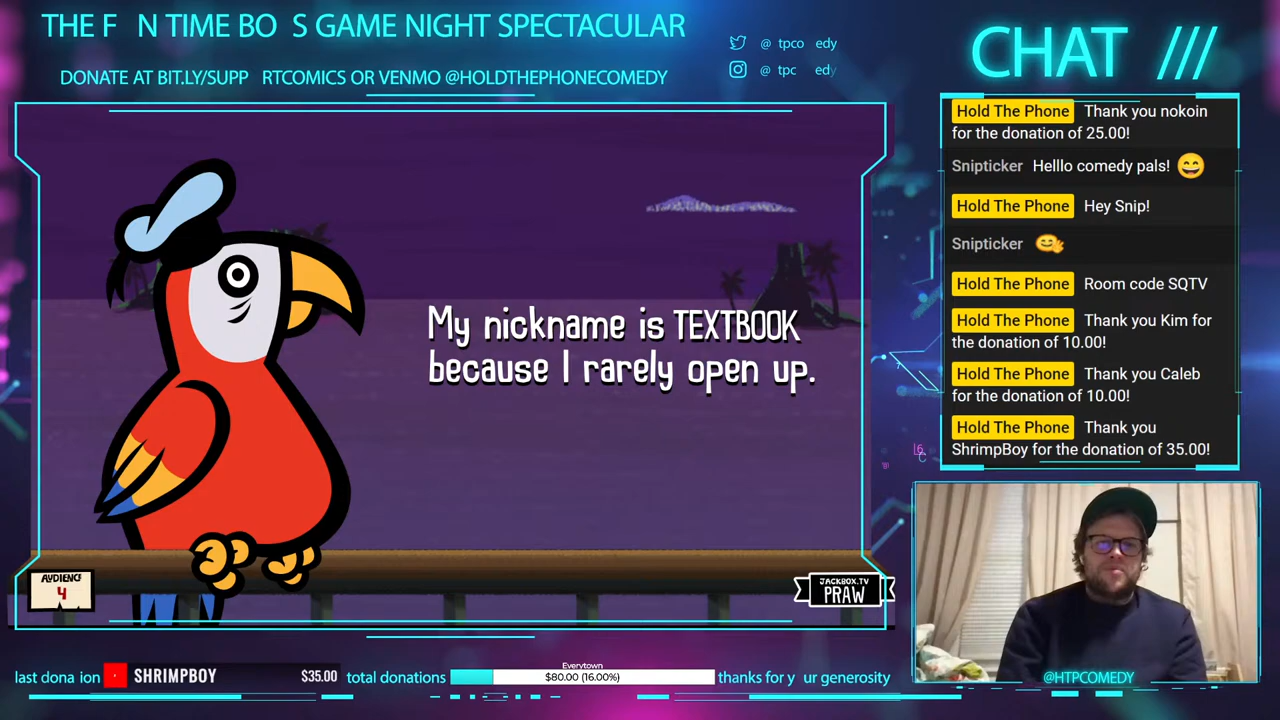 THE F N TIME BO S GAME NIGHT SPECTACULAR
DONATE AT BIT.LY/SUPP RTCOMICS OR VENMO @HOLDTHEPHONECOMEDY
@ tpco edy
@ tpc edy
CHAT ///
Hold The Phone Thank you nokoin
for the donation of 25.00!
Snipticker Helllo comedy pals! 😄
Hold The Phone Hey Snip!
Snipticker
Hold The Phone Room code SQTV
Hold The Phone Thank you Kim for
the donation of 10.00!
Hold The Phone Thank you Caleb
for the donation of 10.00!
Hold The Phone Thank you
ShrimpBoy for the donation of 35.00!
My nickname is TEXTBOOK
because I rarely open up.
AUDIENCE
4
JACKBOX.TV
PRAW
@HTPCOMEDY
last dona ion SHRIMPBOY $35.00 total donations
Everytown
$80.00 (16.00%)
thanks for y ur generosity